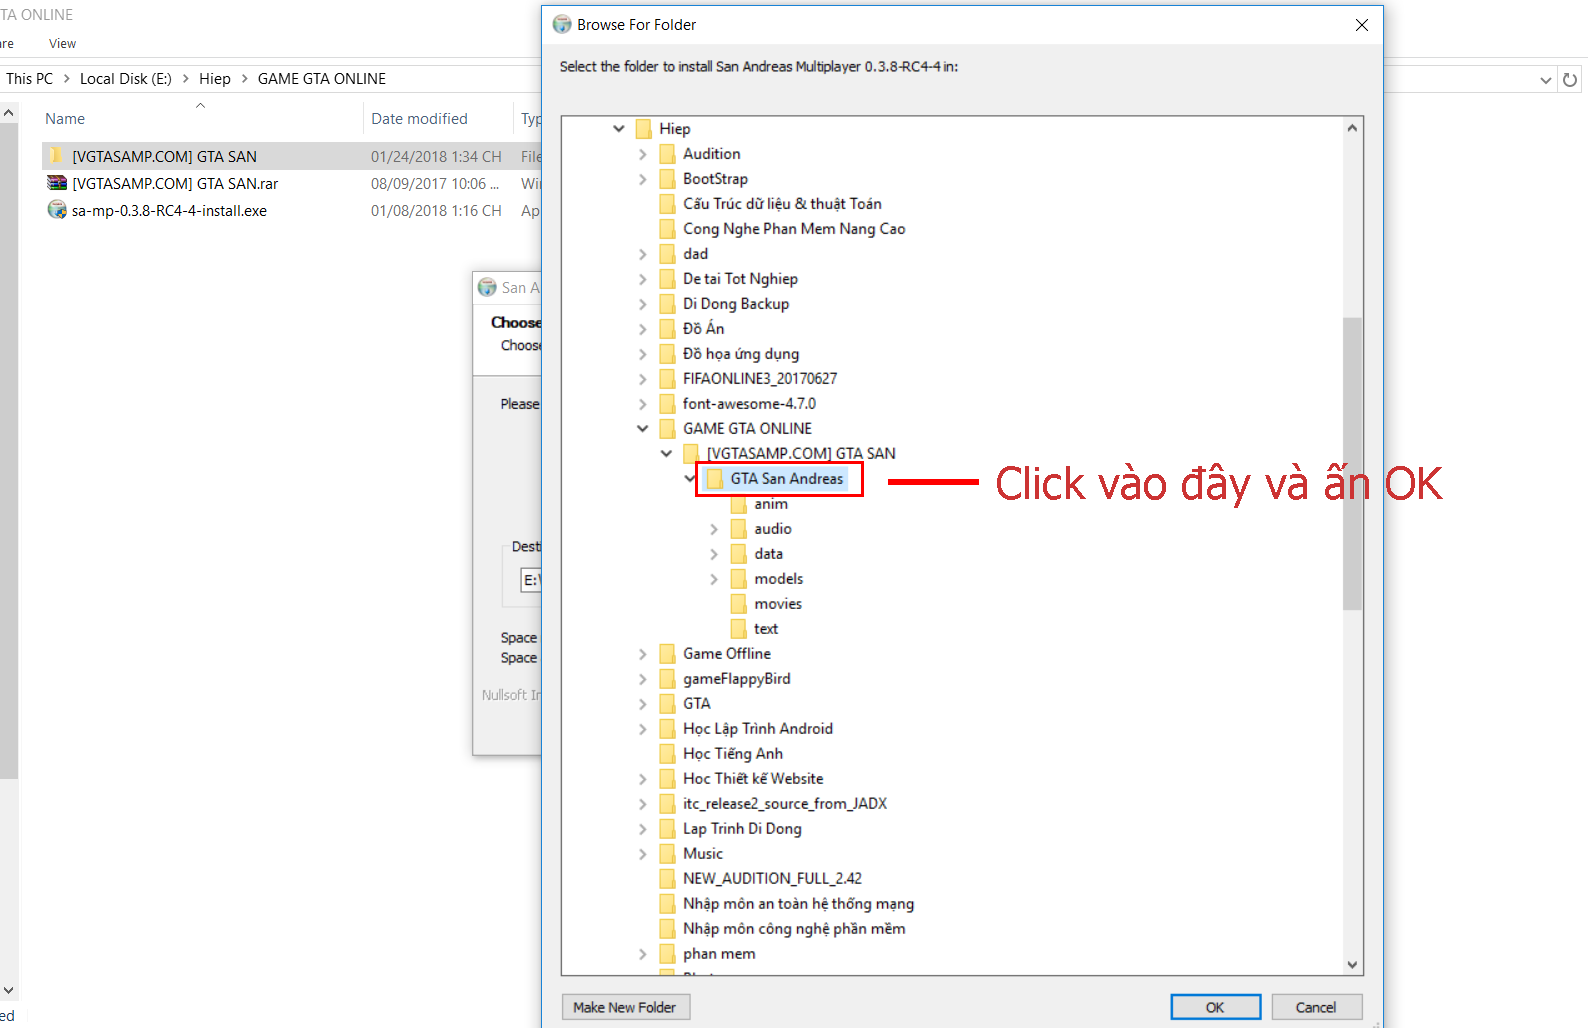 TA ONLINE
re View
This PC > Local Disk (E:) > Hiep > GAME GTA ONLINE
Name Date modified Typ
[VGTASAMP.COM] GTA SAN 01/24/2018 1:34 CH File
[VGTASAMP.COM] GTA SAN.rar 08/09/2017 10:06 ... Wi
sa-mp-0.3.8-RC4-4-install.exe 01/08/2018 1:16 CH Ap
San A
Choose
Choose
Please
Desti
E:\
Space
Space
Nullsoft In
ed
Browse For Folder
Select the folder to install San Andreas Multiplayer 0.3.8-RC4-4 in:
Hiep
Audition
BootStrap
Cấu Trúc dữ liệu & thuật Toán
Cong Nghe Phan Mem Nang Cao
dad
De tai Tot Nghiep
Di Dong Backup
Đồ Án
Đồ họa ứng dụng
FIFAONLINE3_20170627
font-awesome-4.7.0
GAME GTA ONLINE
[VGTASAMP.COM] GTA SAN
GTA San Andreas
Click vào đây và ấn OK
anim
audio
data
models
movies
text
Game Offline
gameFlappyBird
GTA
Học Lập Trình Android
Học Tiếng Anh
Hoc Thiết kế Website
itc_release2_source_from_JADX
Lap Trinh Di Dong
Music
NEW_AUDITION_FULL_2.42
Nhập môn an toàn hệ thống mạng
Nhập môn công nghệ phần mềm
phan mem
Make New Folder OK Cancel